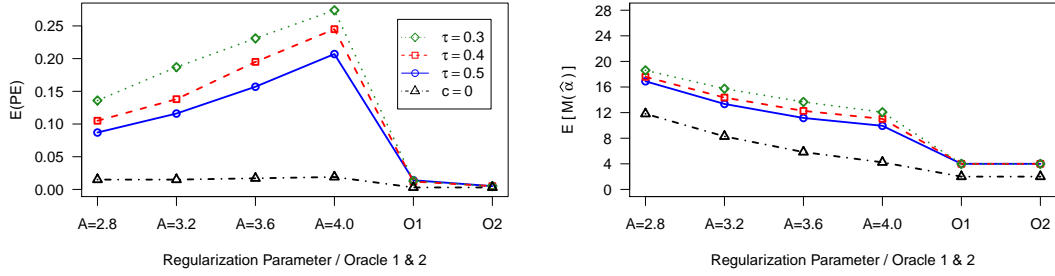 E(PE)
0.25
0.20
0.15
0.10
0.05
0.00
τ = 0.3
τ = 0.4
τ = 0.5
c = 0
A=2.8 A=3.2 A=3.6 A=4.0 O1 O2
Regularization Parameter / Oracle 1 & 2
E [ M(α̂) ]
28
24
20
16
12
8
4
0
A=2.8 A=3.2 A=3.6 A=4.0 O1 O2
Regularization Parameter / Oracle 1 & 2